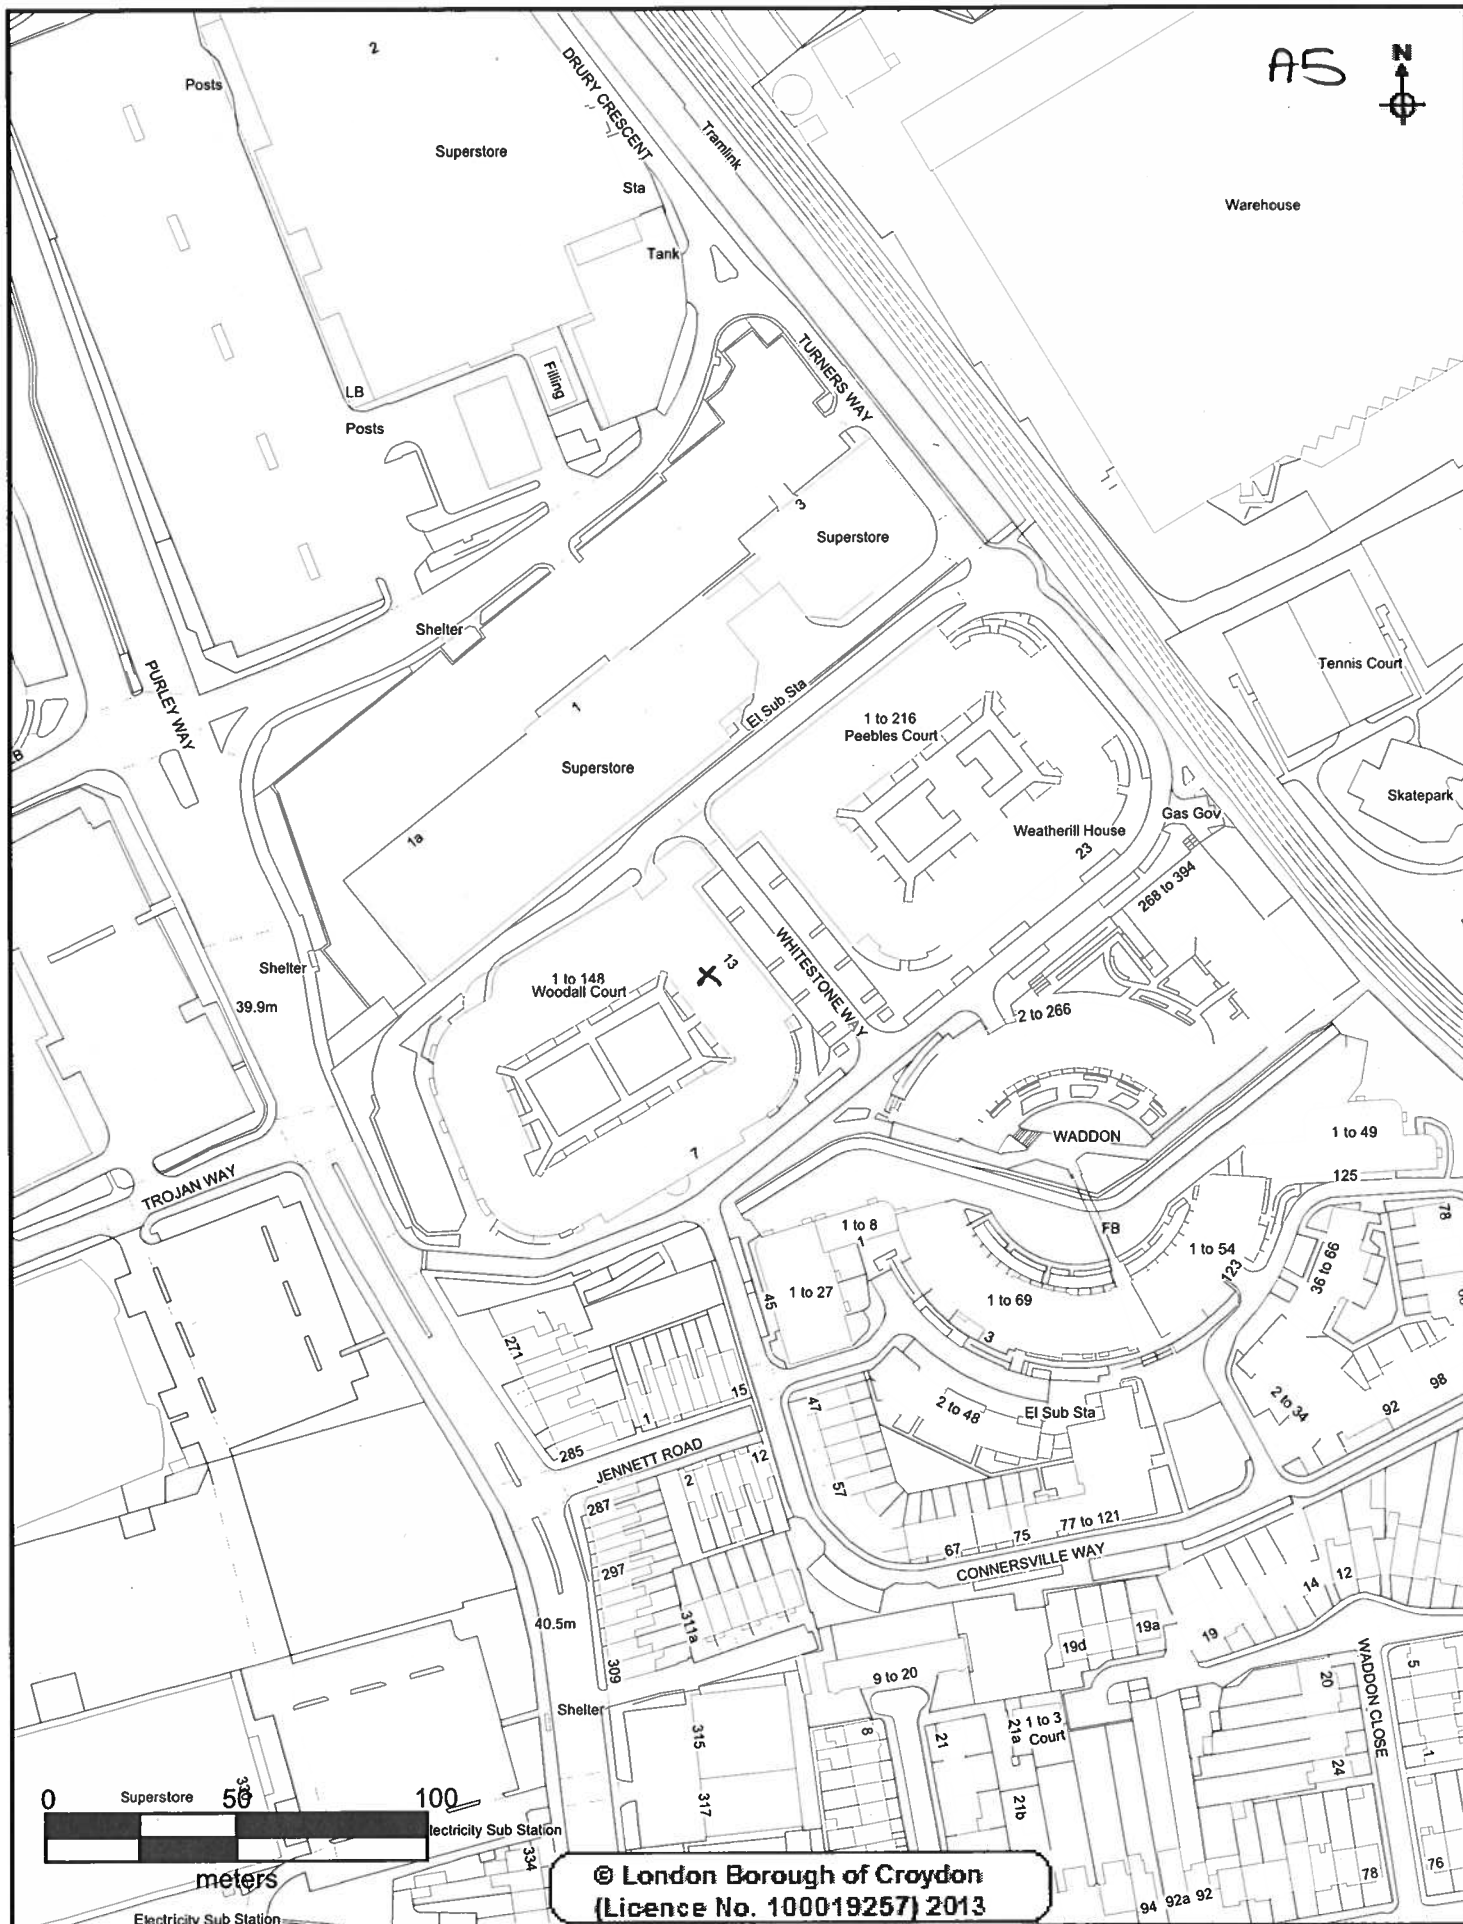 A5
N
2
Posts
DRURY CRESCENT
Tramlink
Superstore
Sta
Warehouse
Tank
TURNERS WAY
Filling
LB
Posts
3
Superstore
Shelter
PURLEY WAY
Tennis Court
El Sub Sta
1
1 to 216
Peebles Court
Superstore
Skatepark
Gas Gov
1a
Weatherill House
23
268 to 394
WHITESTONE WAY
X
13
Shelter
1 to 148
Woodall Court
39.9m
2 to 266
WADDON
1 to 49
125
7
TROJAN WAY
78
1 to 8
1
FB
1 to 54
123
36 to 66
1 to 27
45
1 to 69
3
271
15
1
47
2 to 48
El Sub Sta
2 to 34
92
98
285
JENNETT ROAD
12
2
57
287
77 to 121
75
67
CONNERSVILLE WAY
297
14
12
311a
40.5m
19a
19d
19
309
9 to 20
WADDON CLOSE
5
20
Shelter
315
8
21
21a
1 to 3
Court
1
24
317
21b
0
50
100
Superstore
lectricity Sub Station
meters
334
78
76
94
92a
92
Electricity Sub Station
© London Borough of Croydon
(Licence No. 100019257) 2013